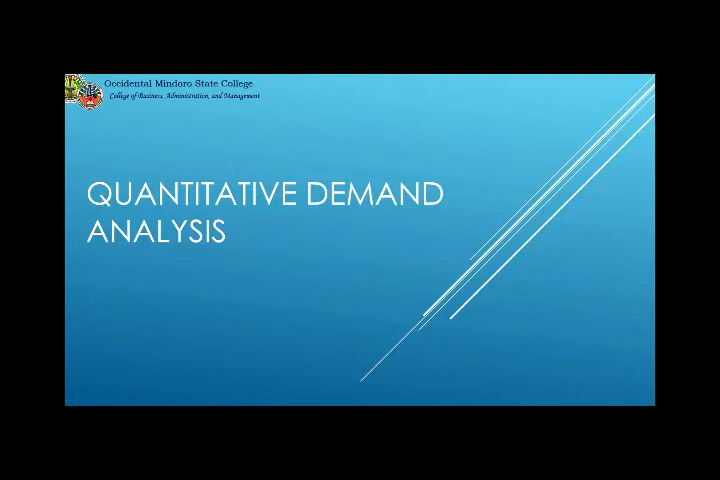 Occidental Mindoro State College
College of Business, Administration, and Management
QUANTITATIVE DEMAND
ANALYSIS